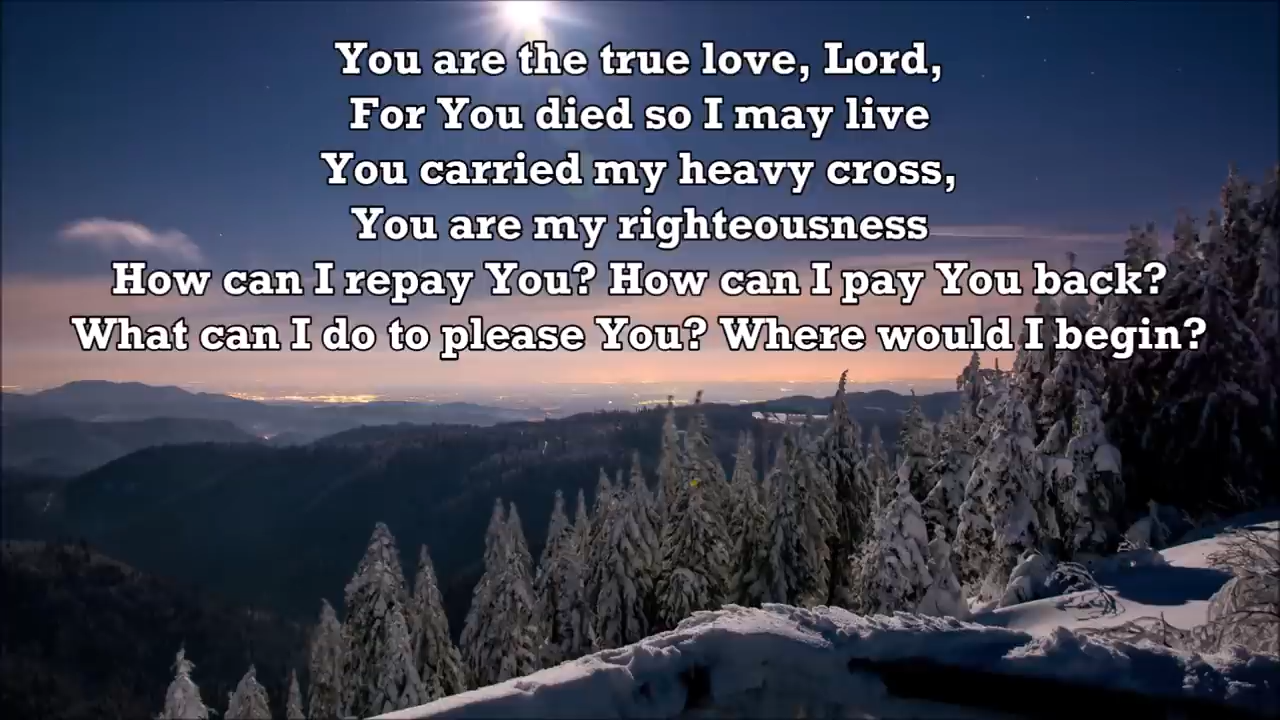 You are the true love, Lord,
For You died so I may live
You carried my heavy cross,
You are my righteousness
How can I repay You? How can I pay You back?
What can I do to please You? Where would I begin?